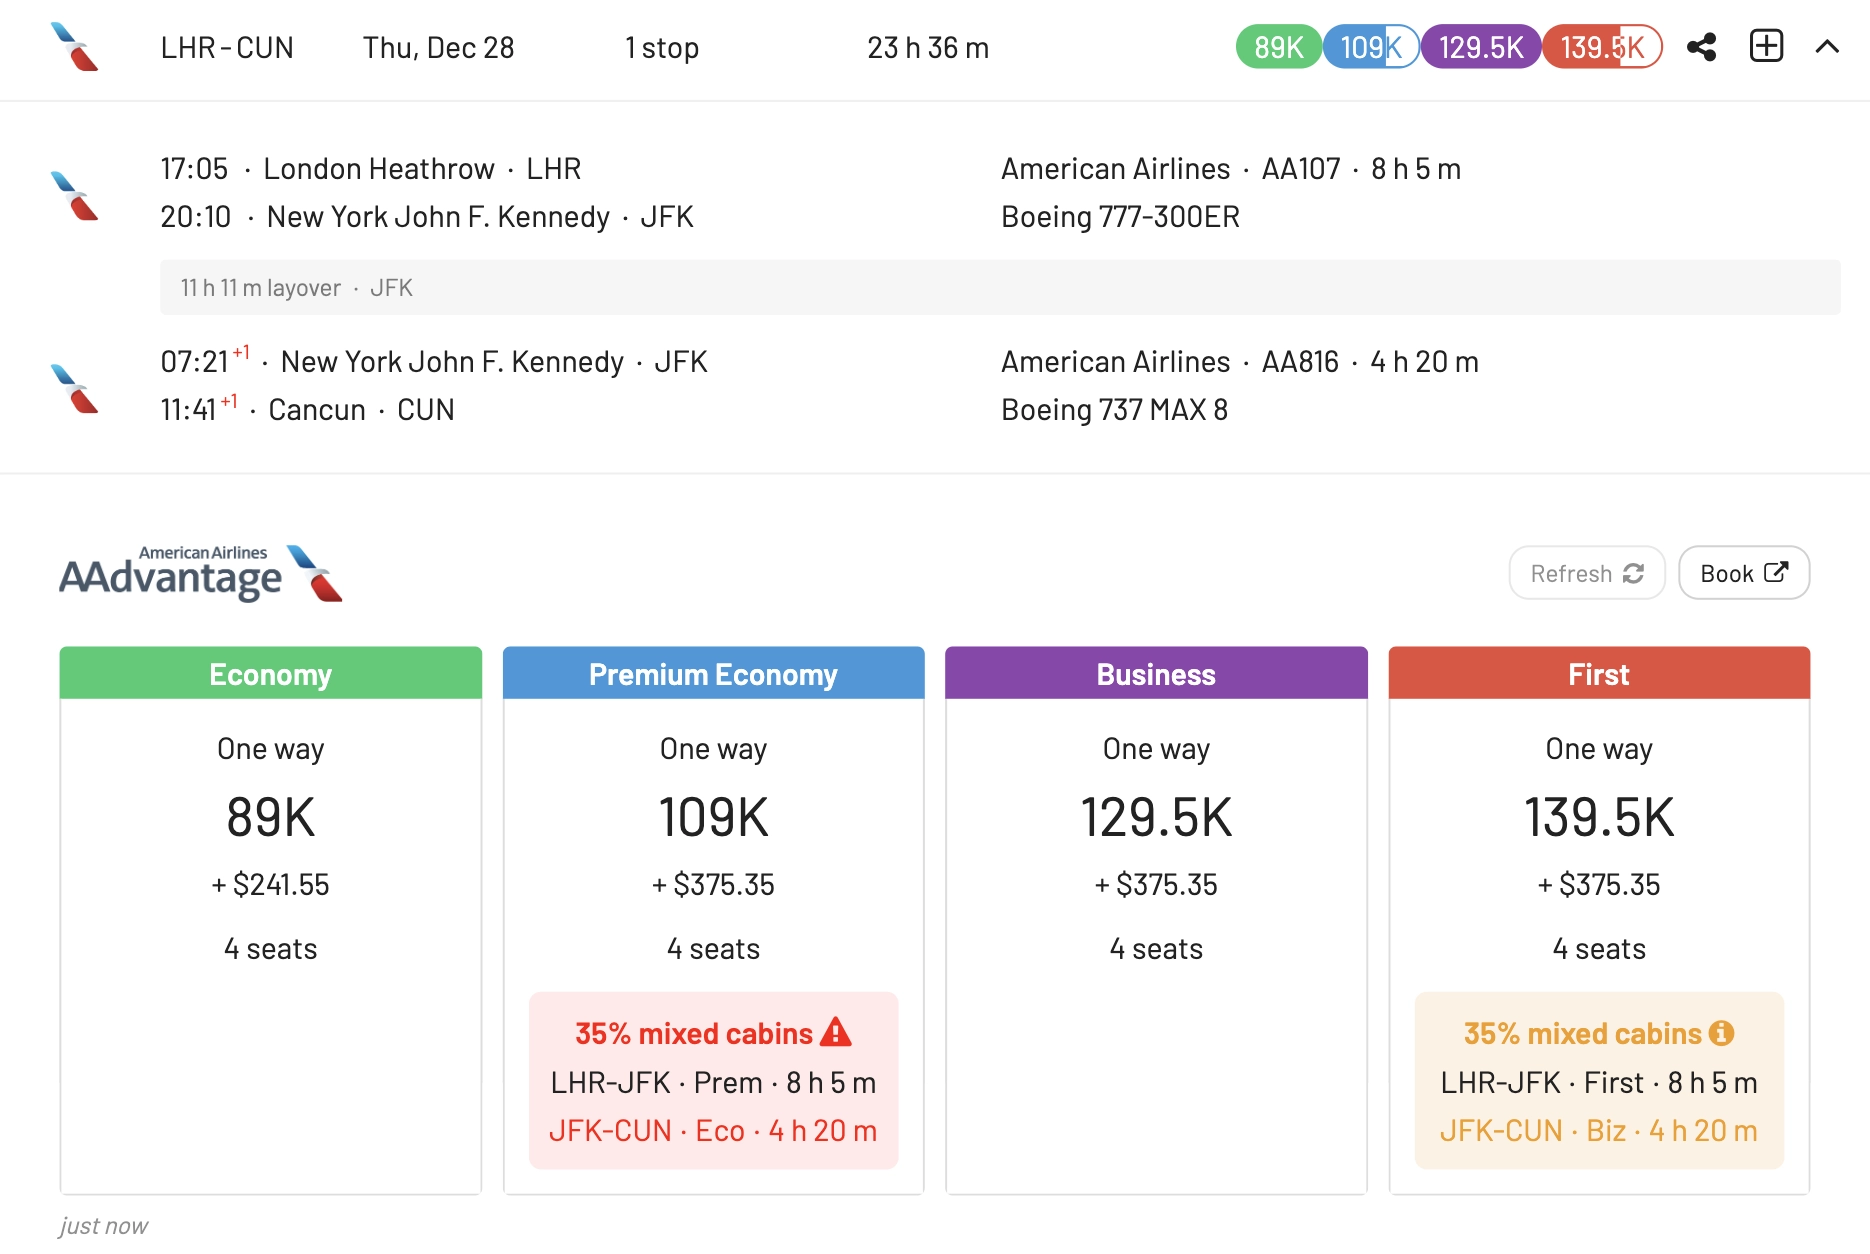 LHR - CUN Thu, Dec 28 1 stop 23 h 36 m 89K 109K 129.5K 139.5K
17:05 · London Heathrow · LHR American Airlines · AA107 · 8 h 5 m
20:10 · New York John F. Kennedy · JFK Boeing 777-300ER
11 h 11 m layover · JFK
07:21 +1 · New York John F. Kennedy · JFK American Airlines · AA816 · 4 h 20 m
11:41 +1 · Cancun · CUN Boeing 737 MAX 8
American Airlines
AAdvantage
Refresh Book
Economy Premium Economy Business First
One way One way One way One way
89K 109K 129.5K 139.5K
+ $241.55 + $375.35 + $375.35 + $375.35
4 seats 4 seats 4 seats 4 seats
35% mixed cabins 35% mixed cabins
LHR-JFK · Prem · 8 h 5 m LHR-JFK · First · 8 h 5 m
JFK-CUN · Eco · 4 h 20 m JFK-CUN · Biz · 4 h 20 m
just now